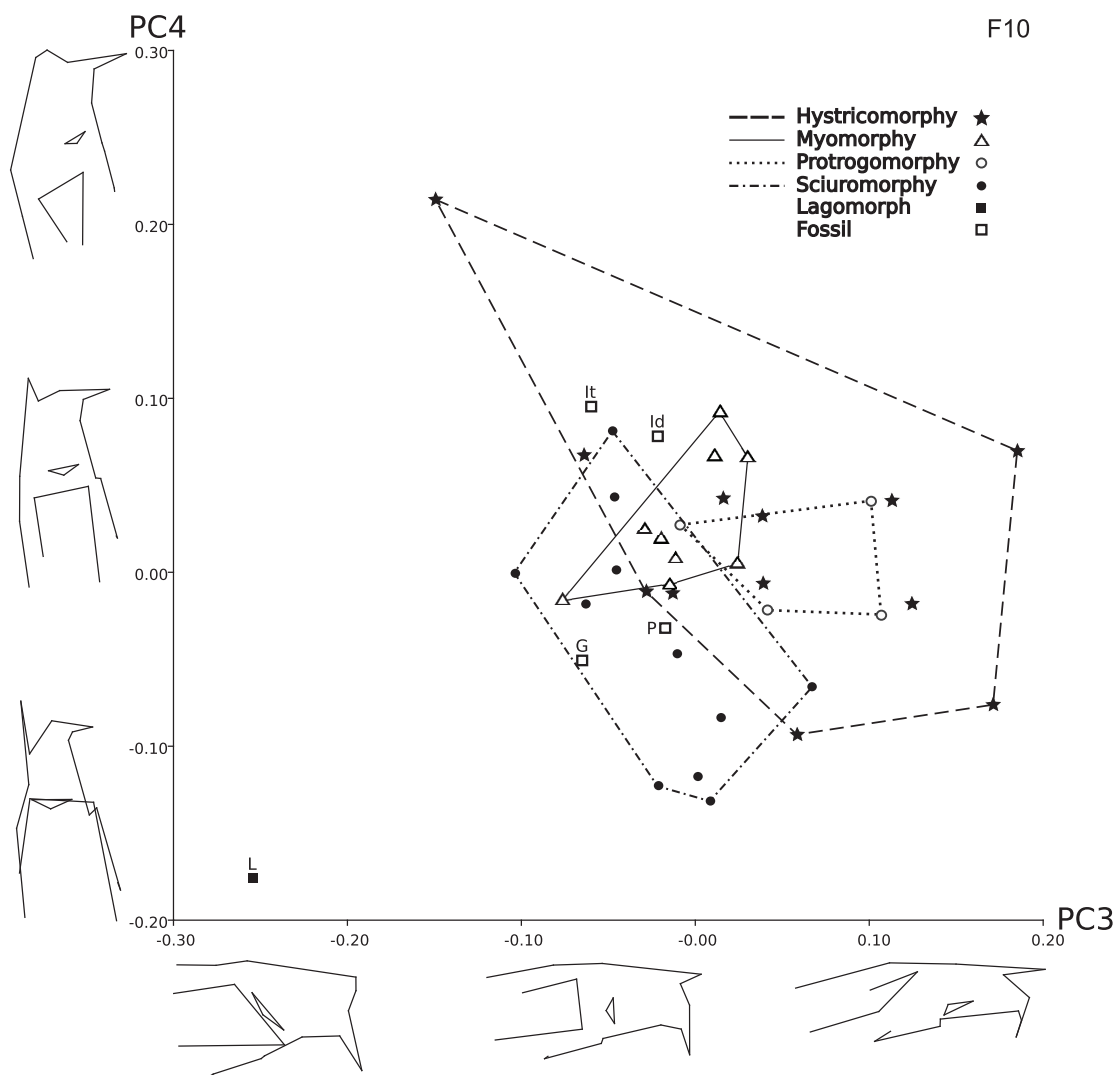 PC4
F10
0.30
Hystricomorphy
Myomorphy
Protrogomorphy
Sciuromorphy
Lagomorph
Fossil
0.20
0.10
It
Id
0.00
P
G
-0.10
L
-0.20
PC3
-0.30
-0.20
-0.10
-0.00
0.10
0.20